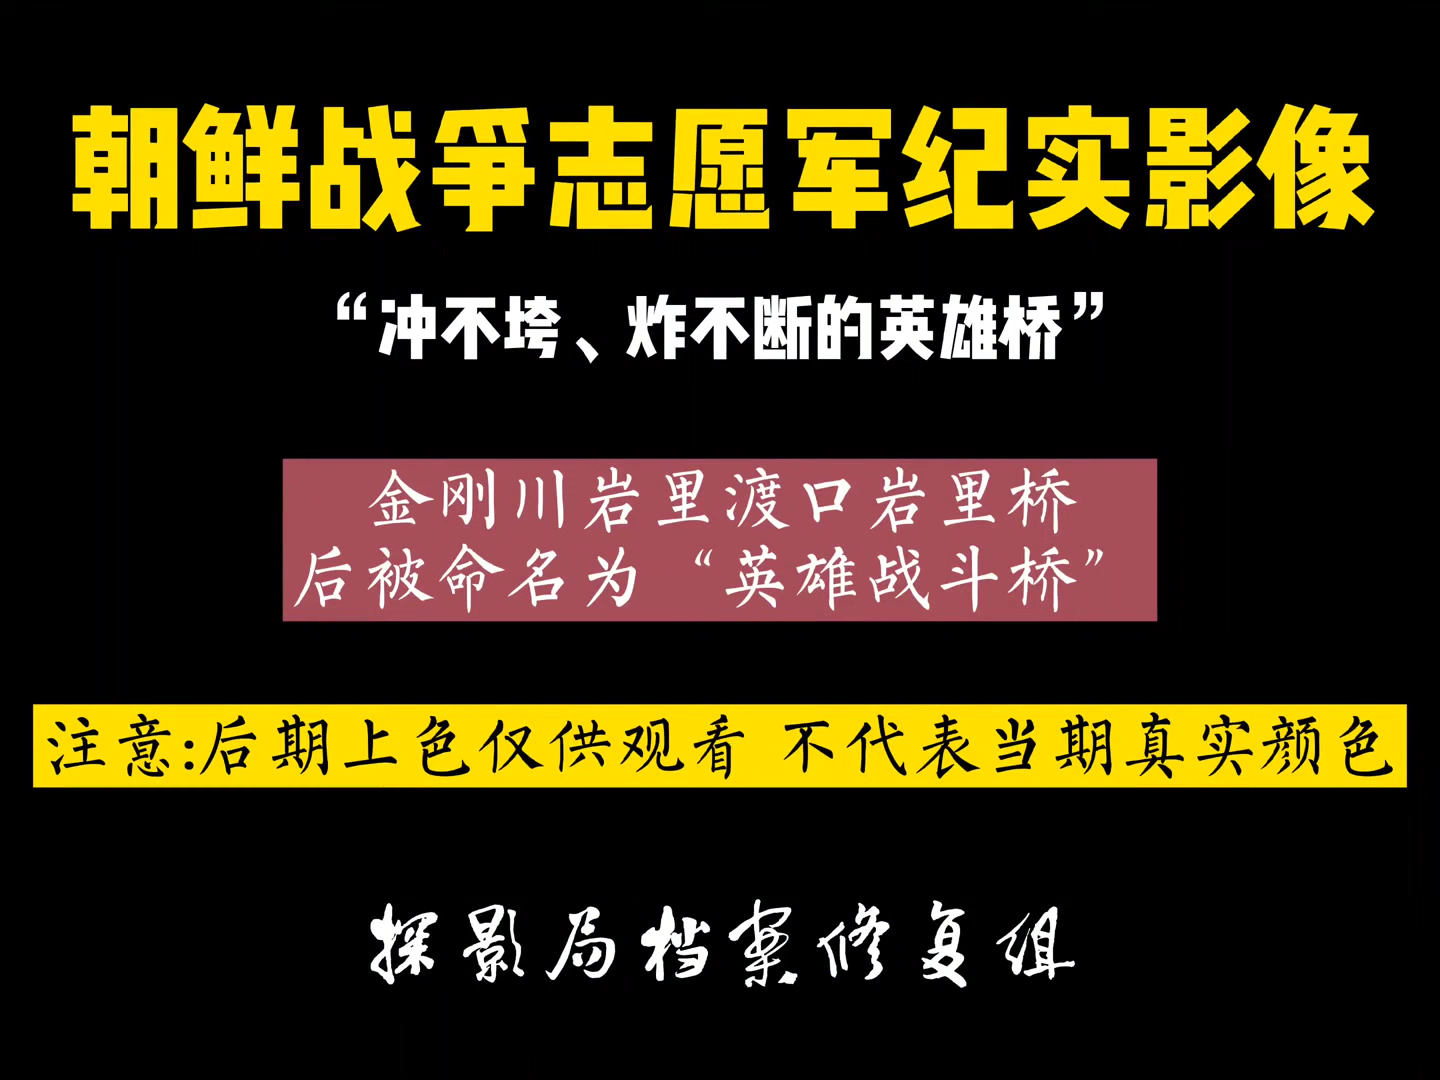 朝鲜战争志愿军纪实影像
“冲不垮、炸不断的英雄桥”
金刚川岩里渡口岩里桥
后被命名为“英雄战斗桥”
注意:后期上色仅供观看 不代表当期真实颜色
探影局档案修复组